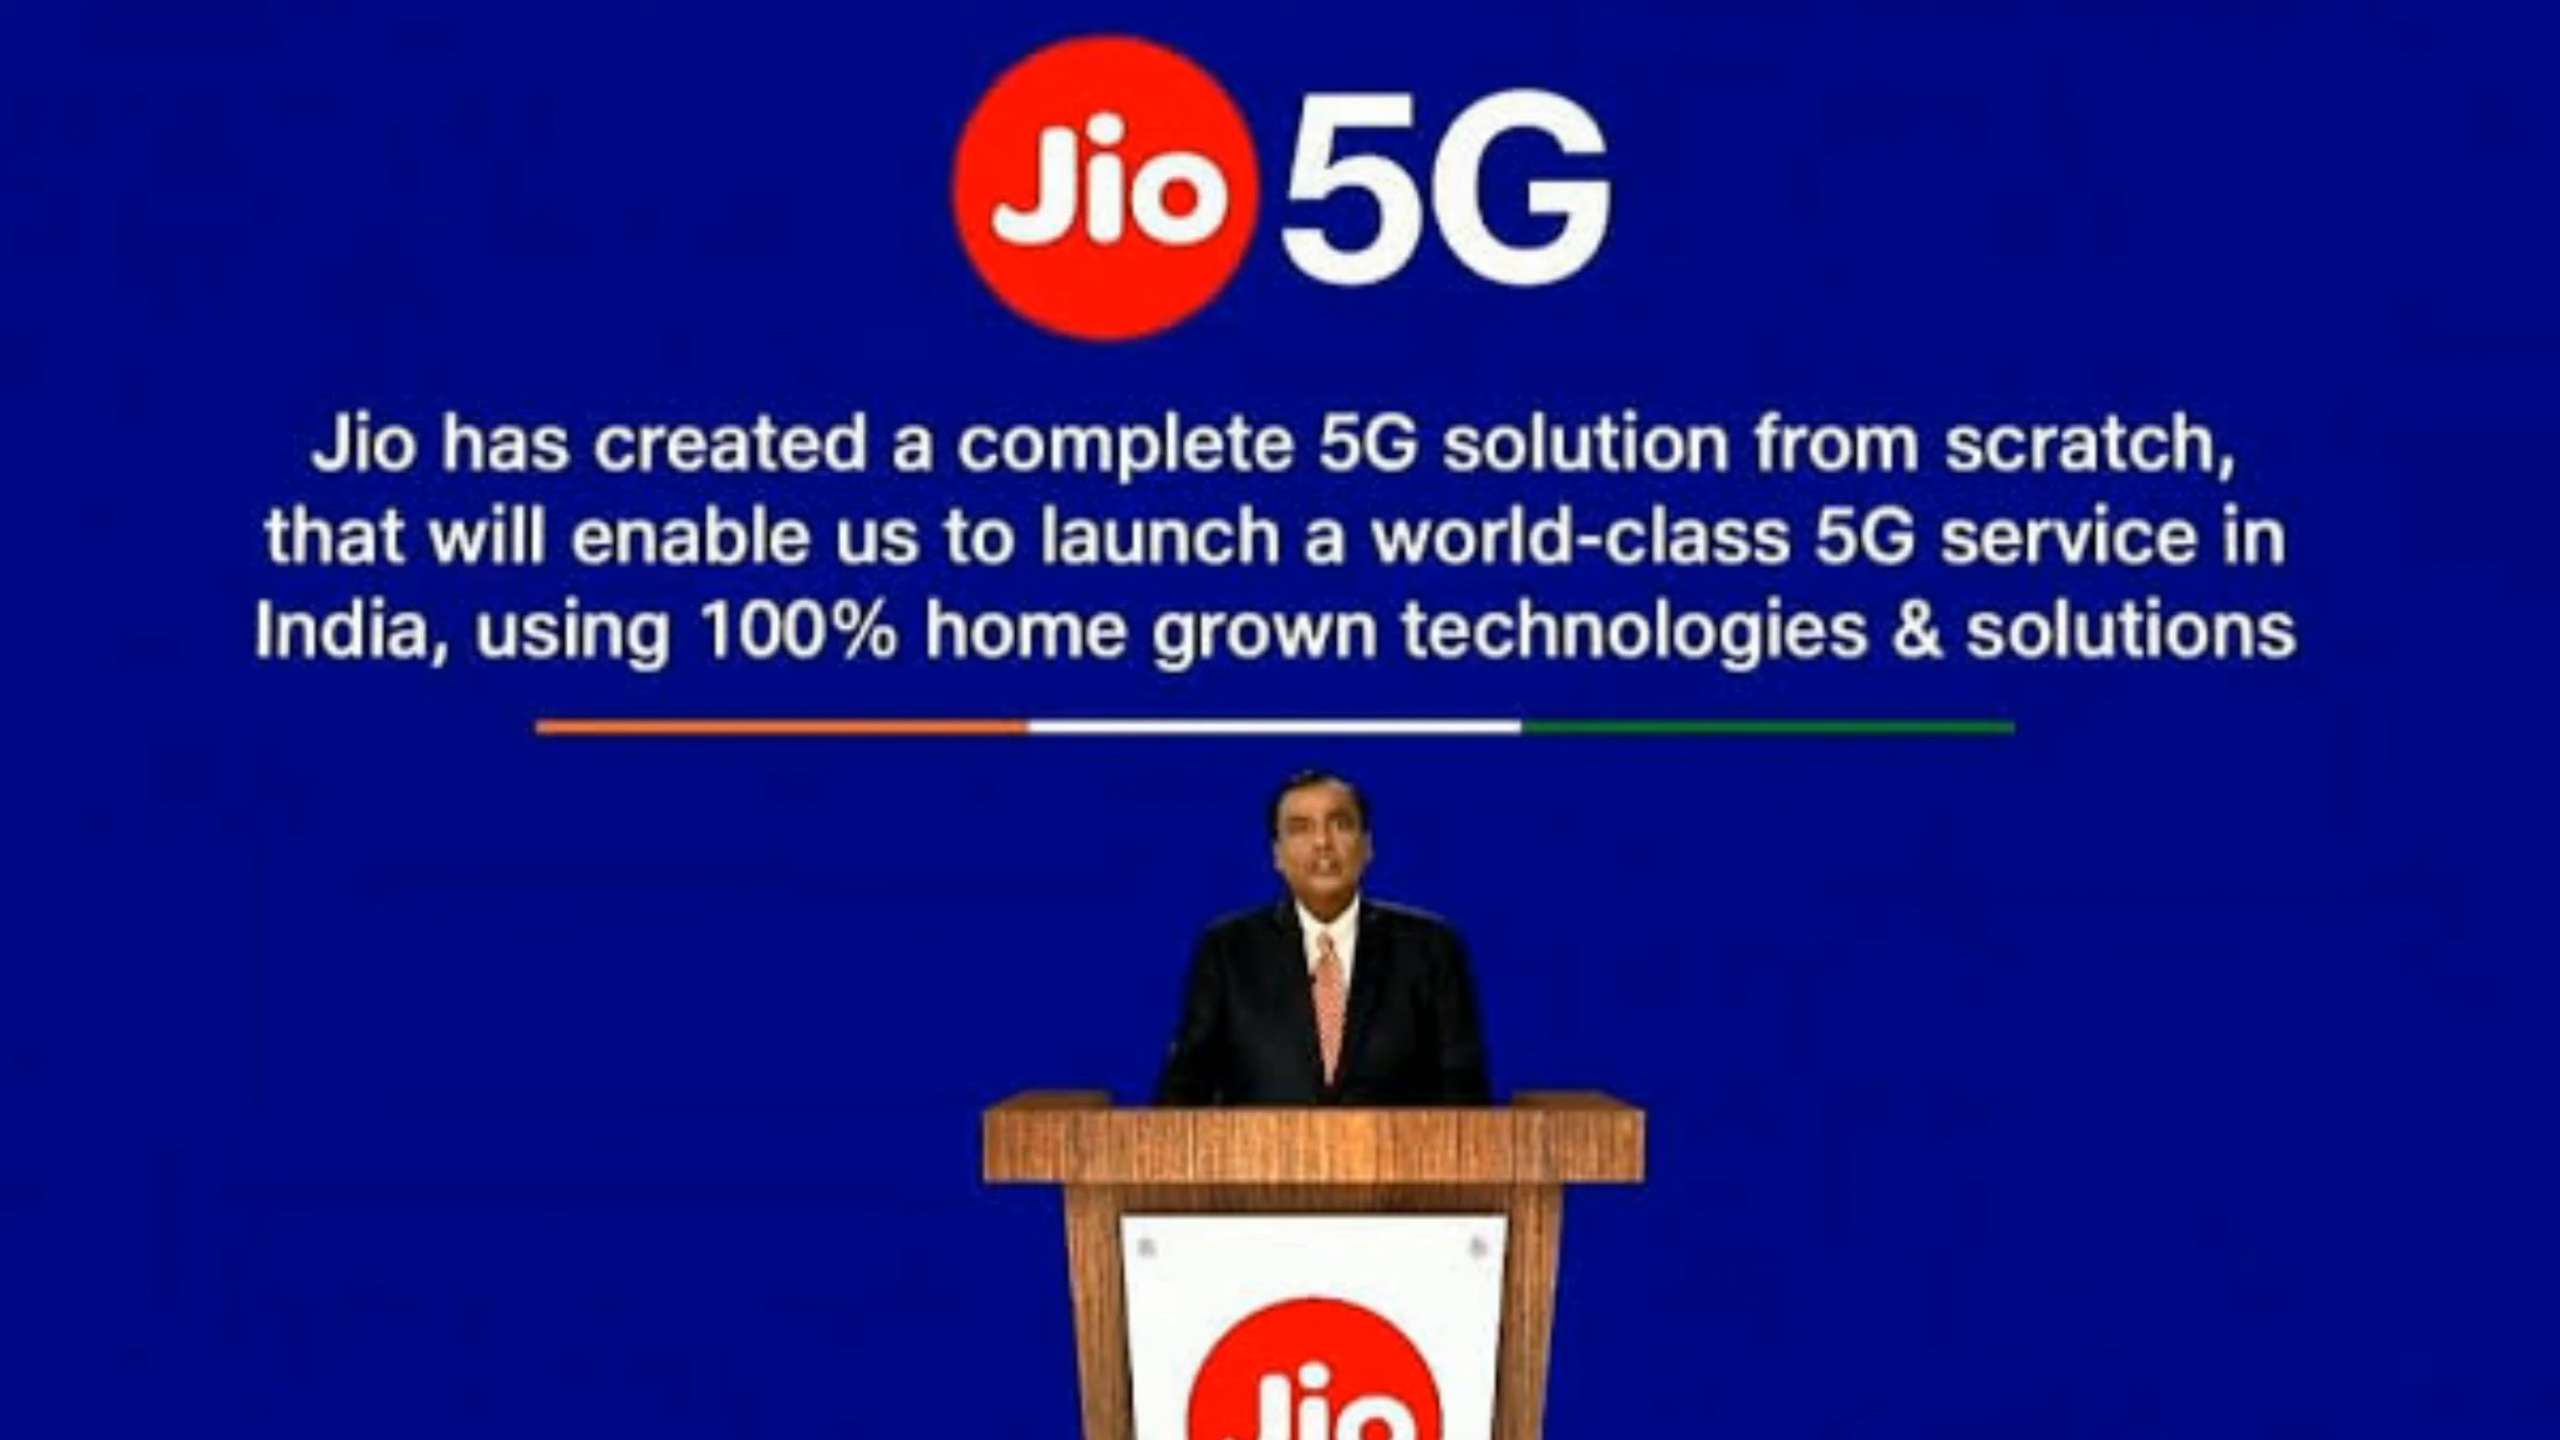 Jio 5G
Jio has created a complete 5G solution from scratch,
that will enable us to launch a world-class 5G service in
India, using 100% home grown technologies & solutions
Jio